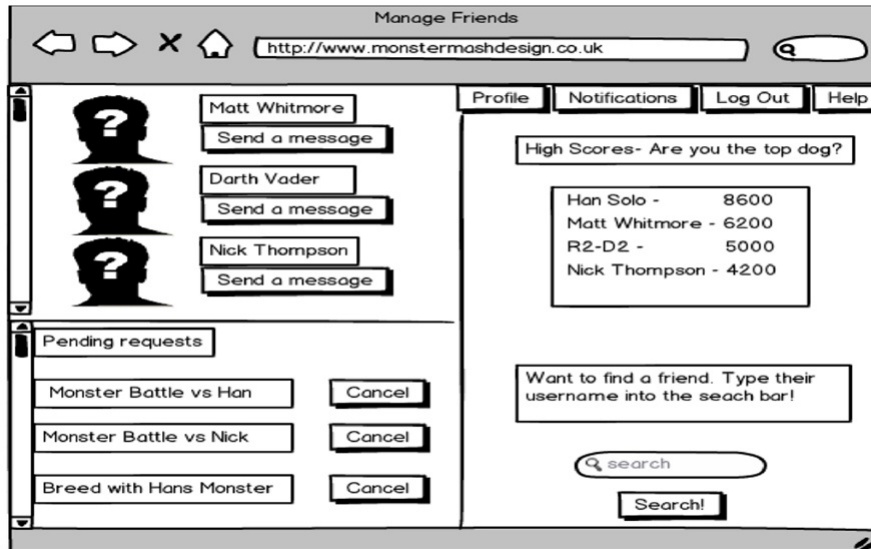 Manage Friends
http://www.monstermashdesign.co.uk
Matt Whitmore
Send a message
Darth Vader
Send a message
Nick Thompson
Send a message
Pending requests
Monster Battle vs Han
Cancel
Monster Battle vs Nick
Cancel
Breed with Hans Monster
Cancel
Profile
Notifications
Log Out
Help
High Scores- Are you the top dog?
Han Solo - 8600
Matt Whitmore - 6200
R2-D2 - 5000
Nick Thompson - 4200
Want to find a friend. Type their
username into the seach bar!
search
Search!